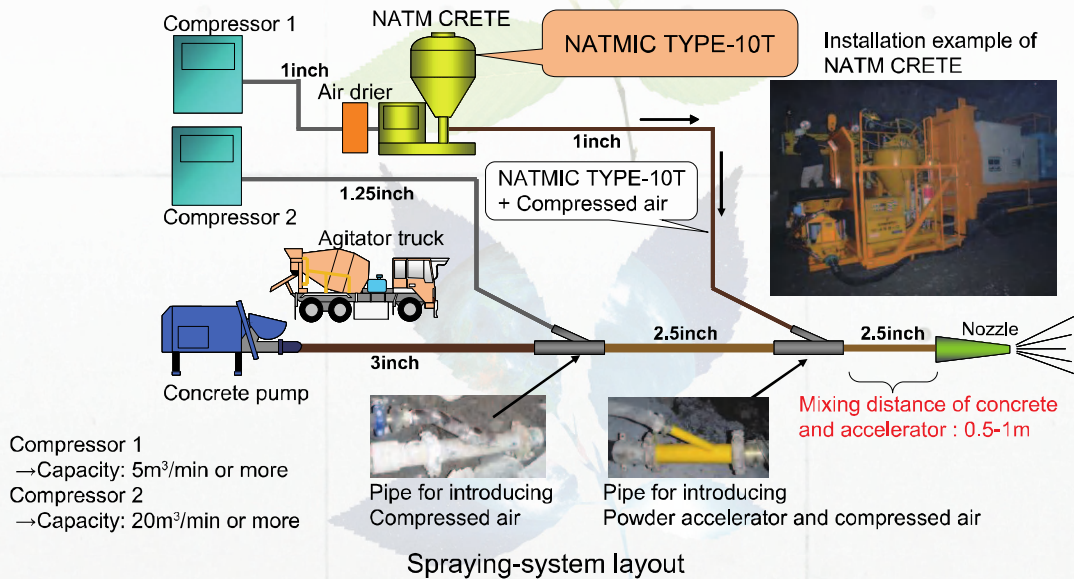 Compressor 1
NATM CRETE
NATMIC TYPE-10T
Installation example of
NATM CRETE
1inch
Air drier
1inch
NATMIC TYPE-10T
+ Compressed air
1.25inch
Compressor 2
Agitator truck
3inch
2.5inch
2.5inch
Nozzle
Concrete pump
Mixing distance of concrete
and accelerator : 0.5-1m
Compressor 1
→Capacity: 5m³/min or more
Compressor 2
→Capacity: 20m³/min or more
Pipe for introducing
Compressed air
Pipe for introducing
Powder accelerator and compressed air
Spraying-system layout